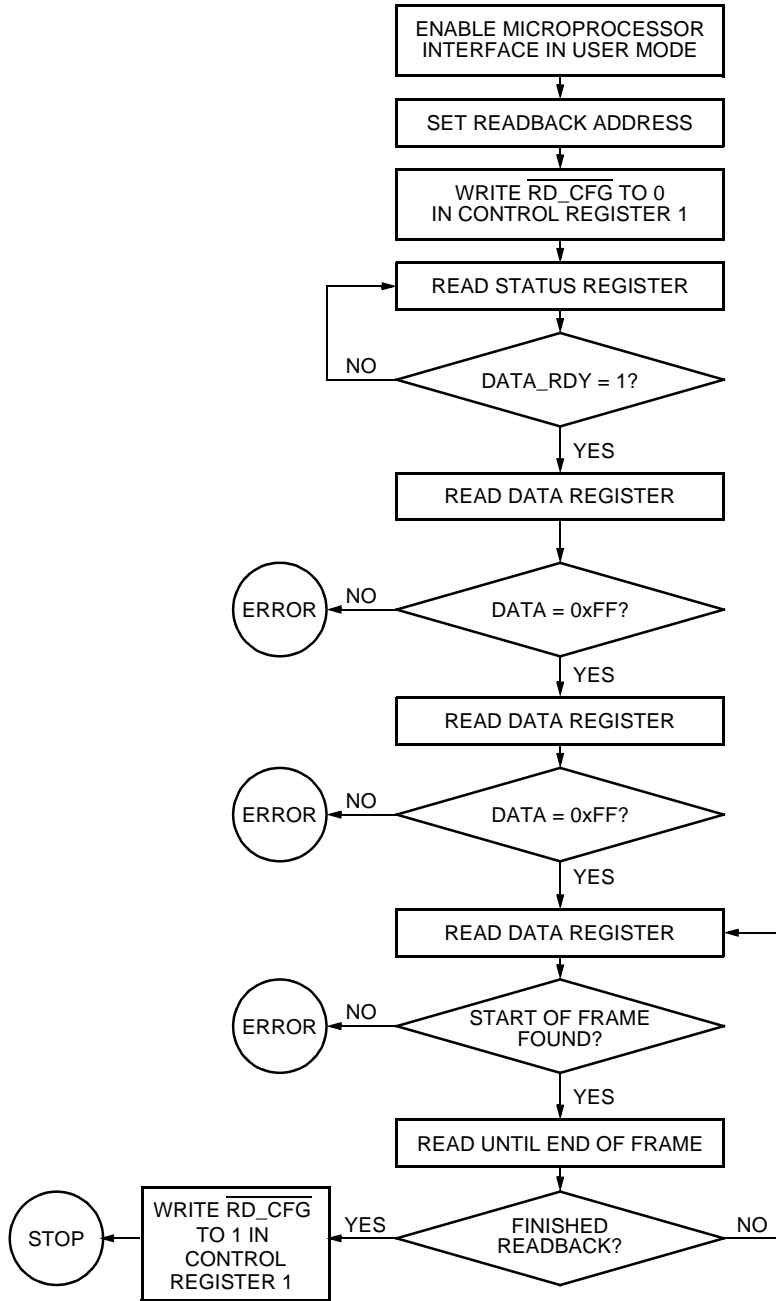 ENABLE MICROPROCESSOR
INTERFACE IN USER MODE
SET READBACK ADDRESS
WRITE RD_CFG TO 0
IN CONTROL REGISTER 1
READ STATUS REGISTER
NO
DATA_RDY = 1?
YES
READ DATA REGISTER
ERROR
NO
DATA = 0xFF?
YES
READ DATA REGISTER
ERROR
NO
DATA = 0xFF?
YES
READ DATA REGISTER
ERROR
NO
START OF FRAME
FOUND?
YES
READ UNTIL END OF FRAME
STOP
WRITE RD_CFG
TO 1 IN
CONTROL
REGISTER 1
YES
FINISHED
READBACK?
NO